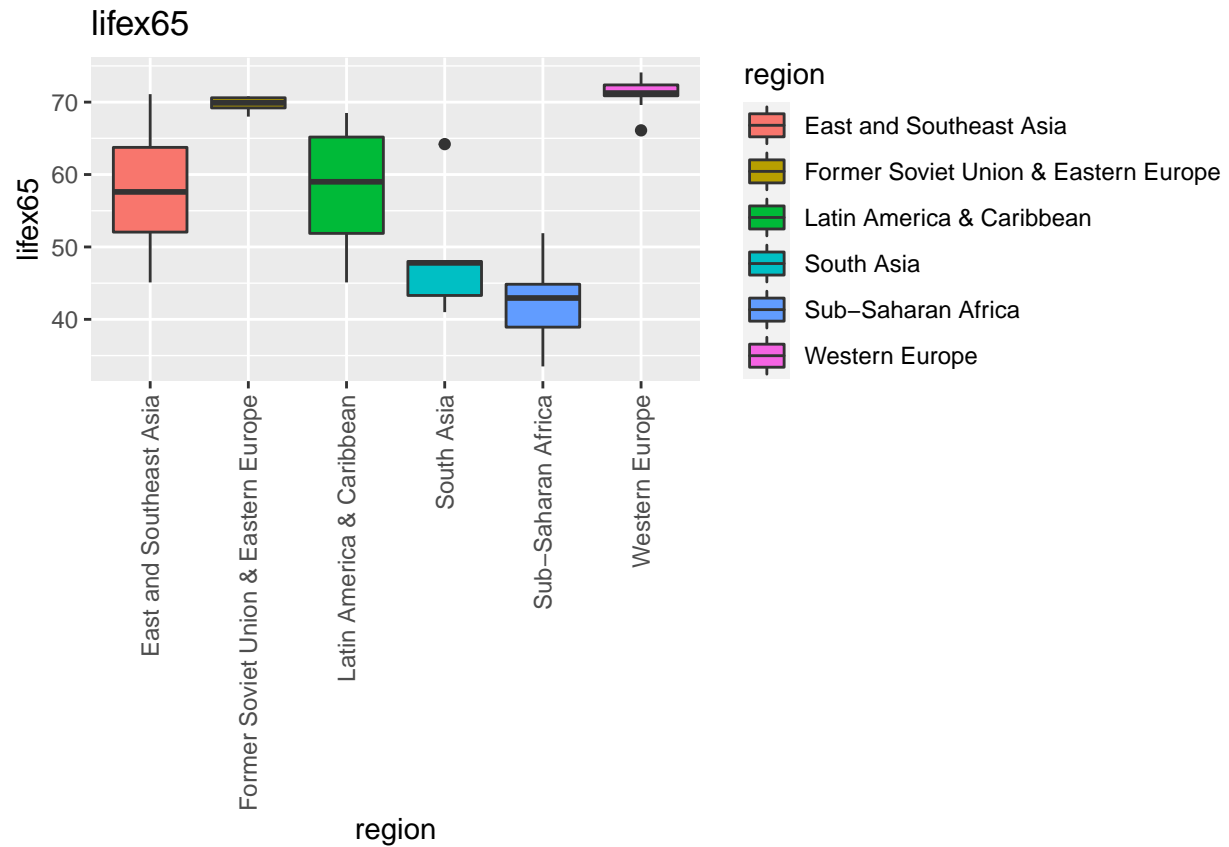 lifex65
lifex65
70
60
50
40
East and Southeast Asia
Former Soviet Union & Eastern Europe
Latin America & Caribbean
South Asia
Sub−Saharan Africa
Western Europe
region
region
East and Southeast Asia
Former Soviet Union & Eastern Europe
Latin America & Caribbean
South Asia
Sub−Saharan Africa
Western Europe